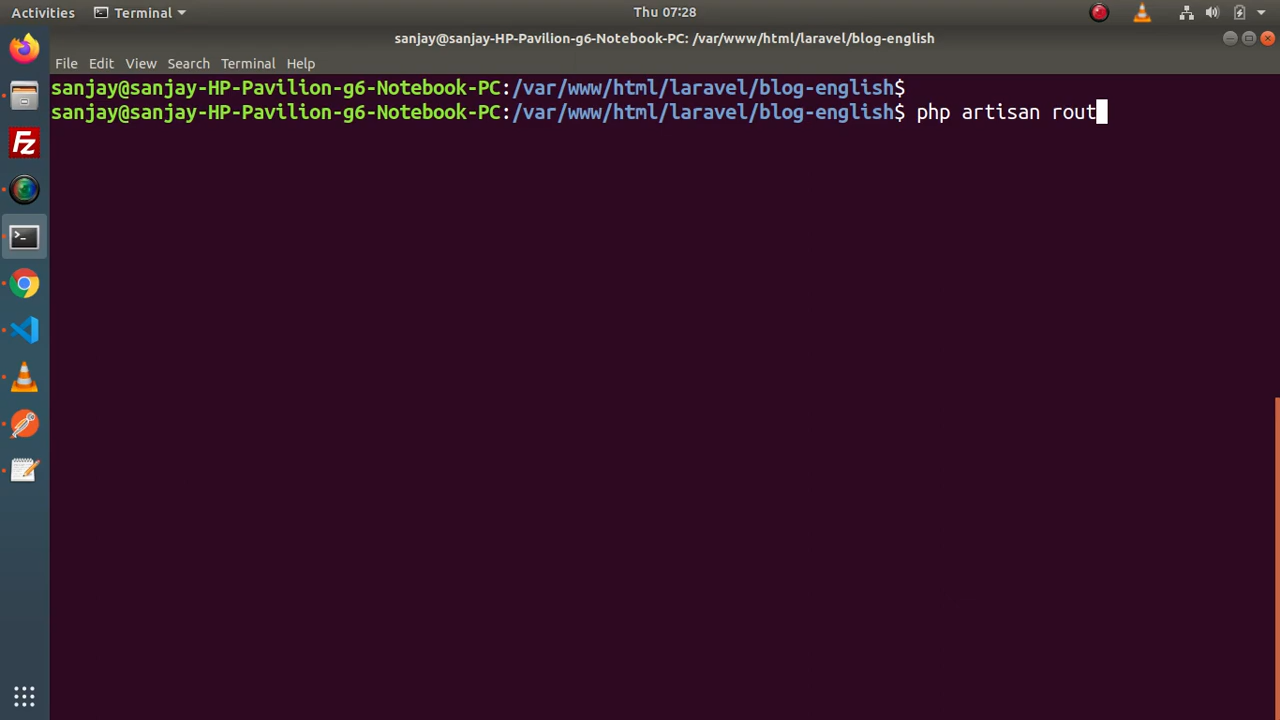 Activities Terminal Thu 07:28
sanjay@sanjay-HP-Pavilion-g6-Notebook-PC: /var/www/html/laravel/blog-english
File Edit View Search Terminal Help
sanjay@sanjay-HP-Pavilion-g6-Notebook-PC:/var/www/html/laravel/blog-english$
sanjay@sanjay-HP-Pavilion-g6-Notebook-PC:/var/www/html/laravel/blog-english$ php artisan rout
Fz